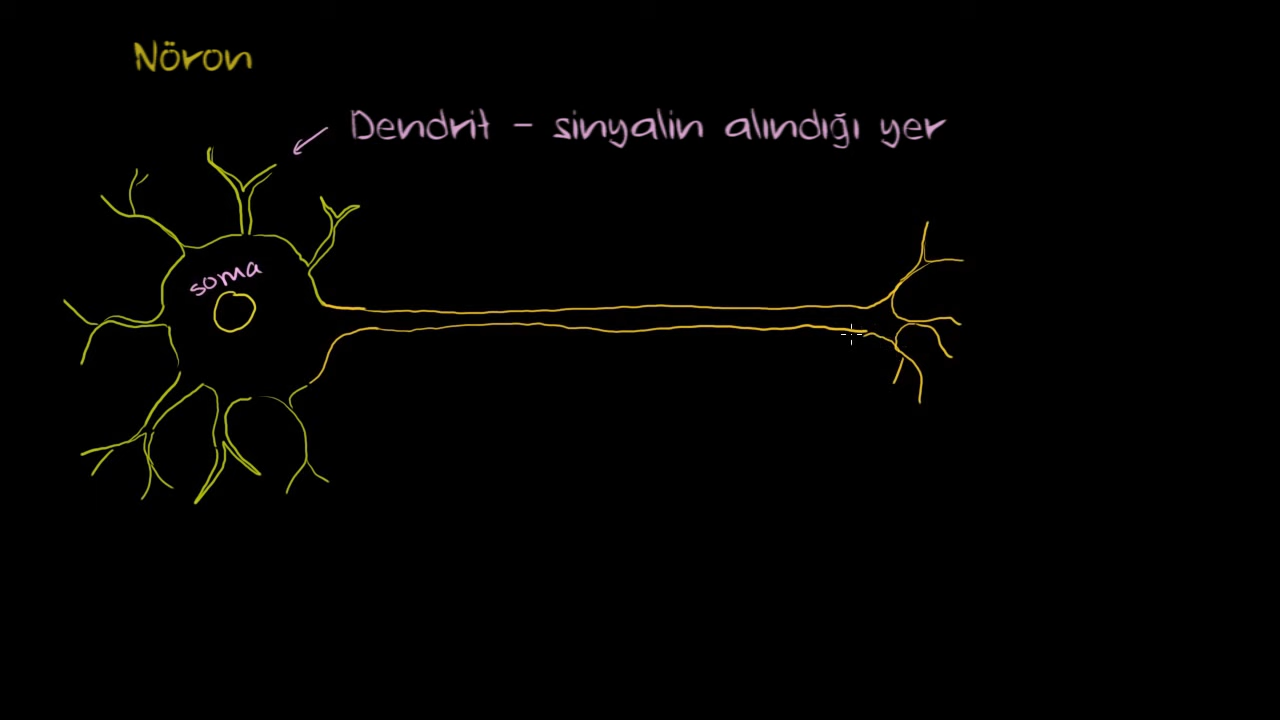 Nöron
Dendrit - sinyalin alındığı yer
soma